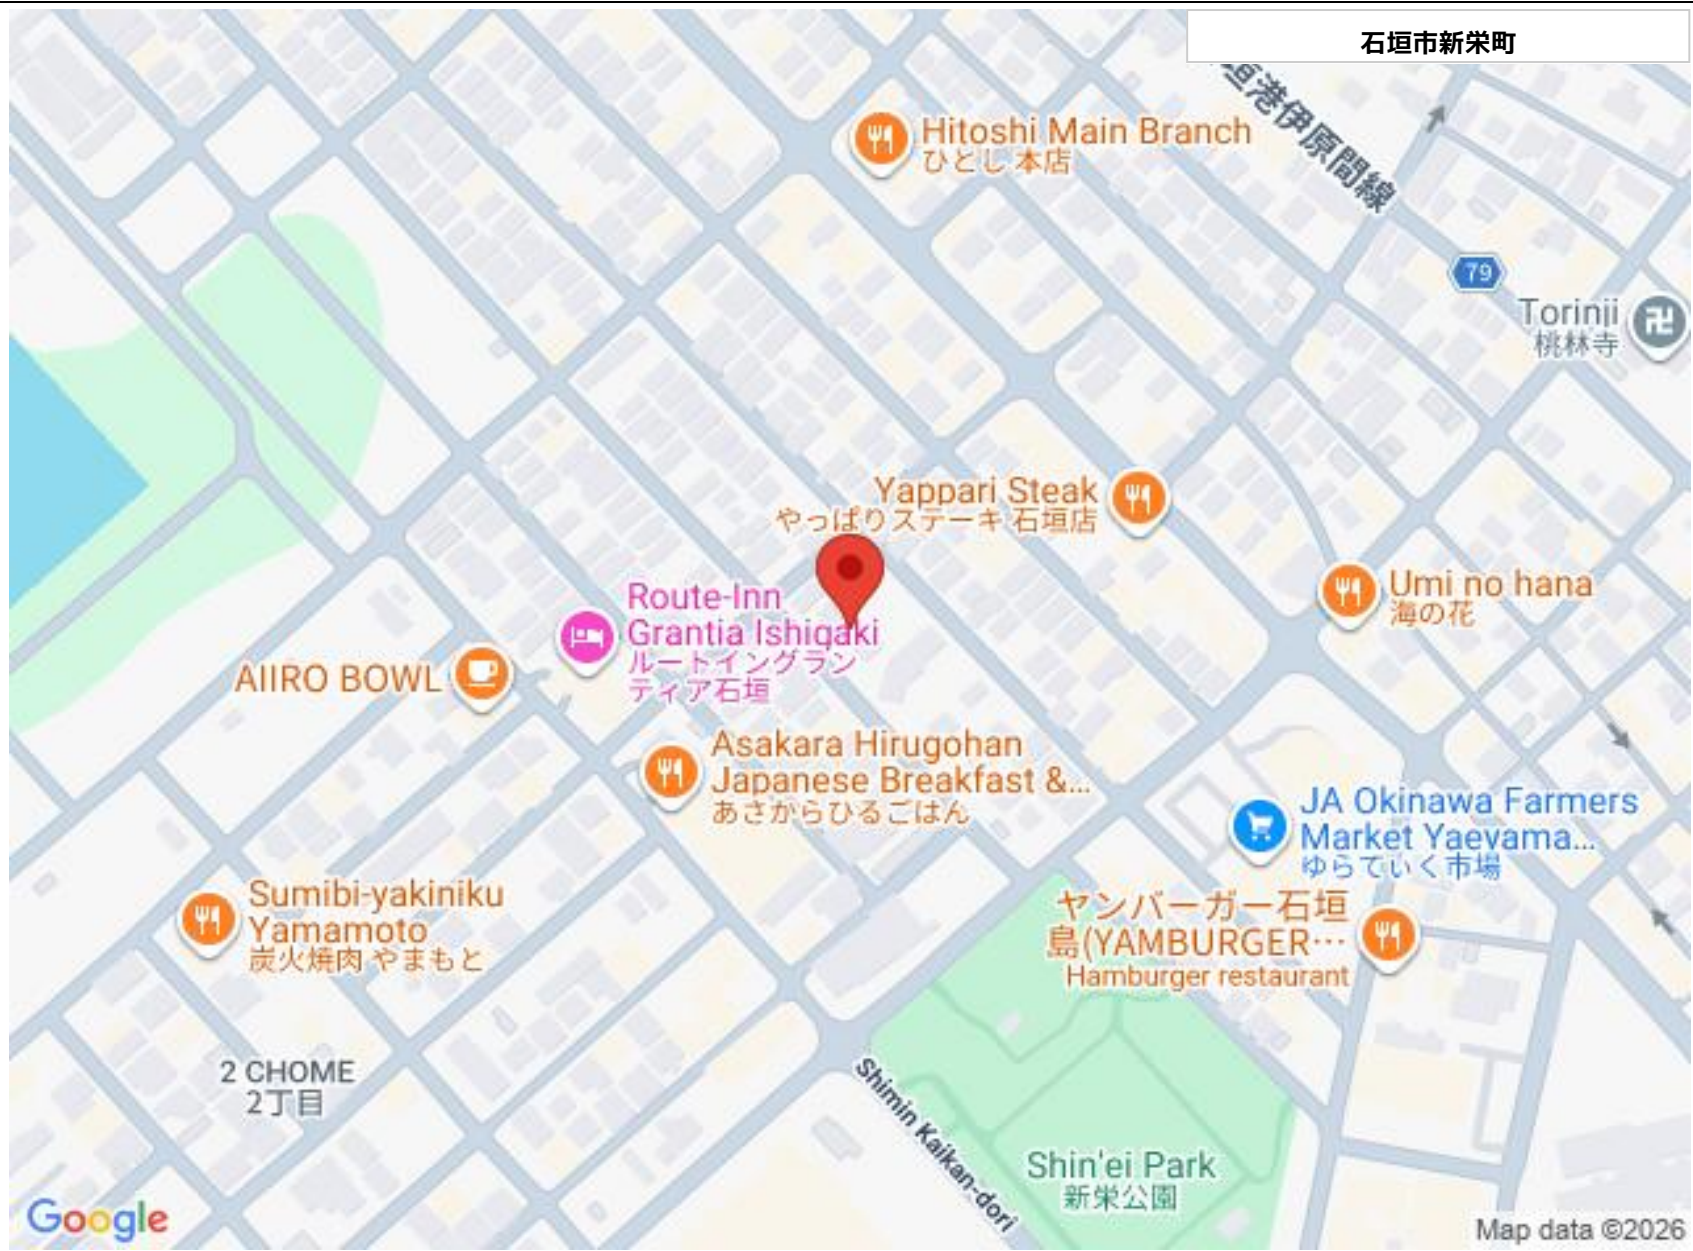 石垣市新栄町
垣港伊原間線
Hitoshi Main Branch
ひとし 本店
79
Torinji
桃林寺
Yappari Steak
やっぱりステーキ 石垣店
Route-Inn
Grantia Ishigaki
ルートイングラン
ティア石垣
Umi no hana
海の花
AIIRO BOWL
Asakara Hirugohan
Japanese Breakfast &...
あさからひるごはん
JA Okinawa Farmers
Market Yaeyama...
ゆらてぃく市場
Sumibi-yakiniku
Yamamoto
炭火焼肉 やまもと
ヤンバーガー石垣
島(YAMBURGER…
Hamburger restaurant
2 CHOME
2丁目
Shimin Kaikan-dori
Shin'ei Park
新栄公園
Google
Map data ©2026